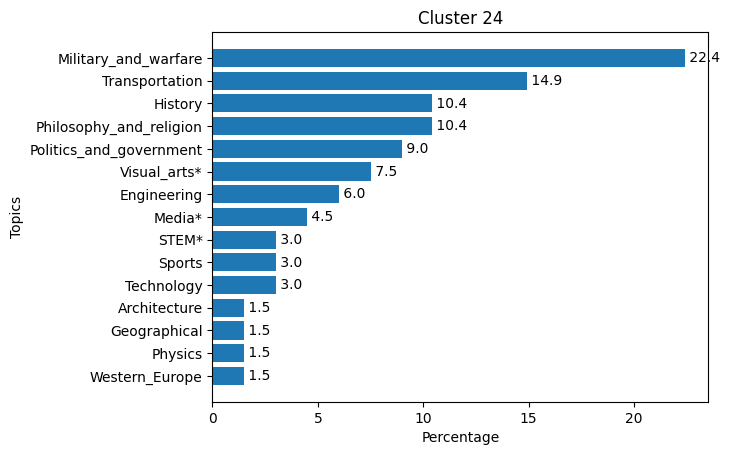 Cluster 24
Topics
Military_and_warfare 22.4
Transportation 14.9
History 10.4
Philosophy_and_religion 10.4
Politics_and_government 9.0
Visual_arts* 7.5
Engineering 6.0
Media* 4.5
STEM* 3.0
Sports 3.0
Technology 3.0
Architecture 1.5
Geographical 1.5
Physics 1.5
Western_Europe 1.5
0 5 10 15 20
Percentage